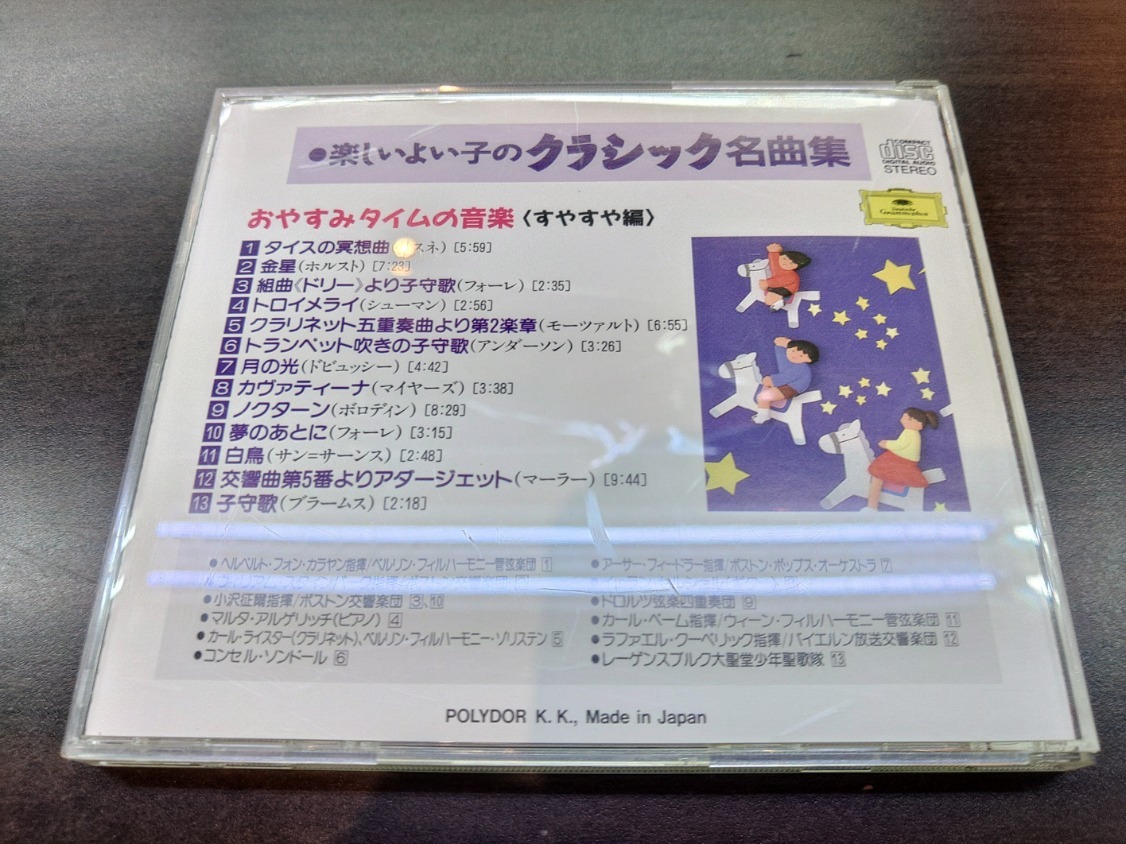 ●楽しいよい子のクラシック名曲集
COMPACT
disc
DIGITAL AUDIO
STEREO
Deutsche Grammophon
おやすみタイムの音楽〈すやすや編〉
1 タイスの冥想曲 スネ) [5:59]
2 金星(ホルスト) [7:23]
3 組曲《ドリー》より子守歌(フォーレ) [2:35]
4 トロイメライ(シューマン) [2:56]
5 クラリネット五重奏曲より第2楽章(モーツァルト) [6:55]
6 トランペット吹きの子守歌(アンダーソン) [3:26]
7 月の光(ドビュッシー) [4:42]
8 カヴァティーナ(マイヤーズ) [3:38]
9 ノクターン(ボロディン) [8:29]
10 夢のあとに(フォーレ) [3:15]
11 白鳥(サン=サーンス) [2:48]
12 交響曲第5番よりアダージェット(マーラー) [9:44]
13 子守歌(ブラームス) [2:18]
●ヘルベルト・フォン・カラヤン指揮/ベルリン・フィルハーモニー管弦楽団 1
●小沢征爾指揮/ボストン交響楽団 3、10
●マルタ・アルゲリッチ(ピアノ) 4
●カール・ライスター(クラリネット)、ベルリン・フィルハーモニー・ソリステン 5
●コンセル・ソンドール 6
●アーサー・フィードラー指揮/ボストン・ポップス・オーケストラ 7
●ドロルツ弦楽四重奏団 9
●カール・ベーム指揮/ウィーン・フィルハーモニー管弦楽団 11
●ラファエル・クーベリック指揮/バイエルン放送交響楽団 12
●レーゲンスブルク大聖堂少年聖歌隊 13
POLYDOR K.K., Made in Japan